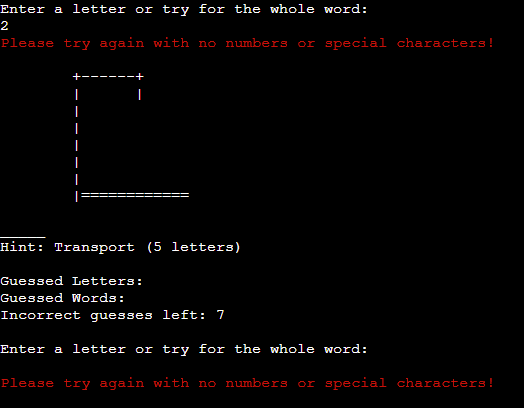 Enter a letter or try for the whole word:
2
Please try again with no numbers or special characters!
+------+
|      |
|
|
|
|
|
|============
_____
Hint: Transport (5 letters)
Guessed Letters:
Guessed Words:
Incorrect guesses left: 7
Enter a letter or try for the whole word:
Please try again with no numbers or special characters!